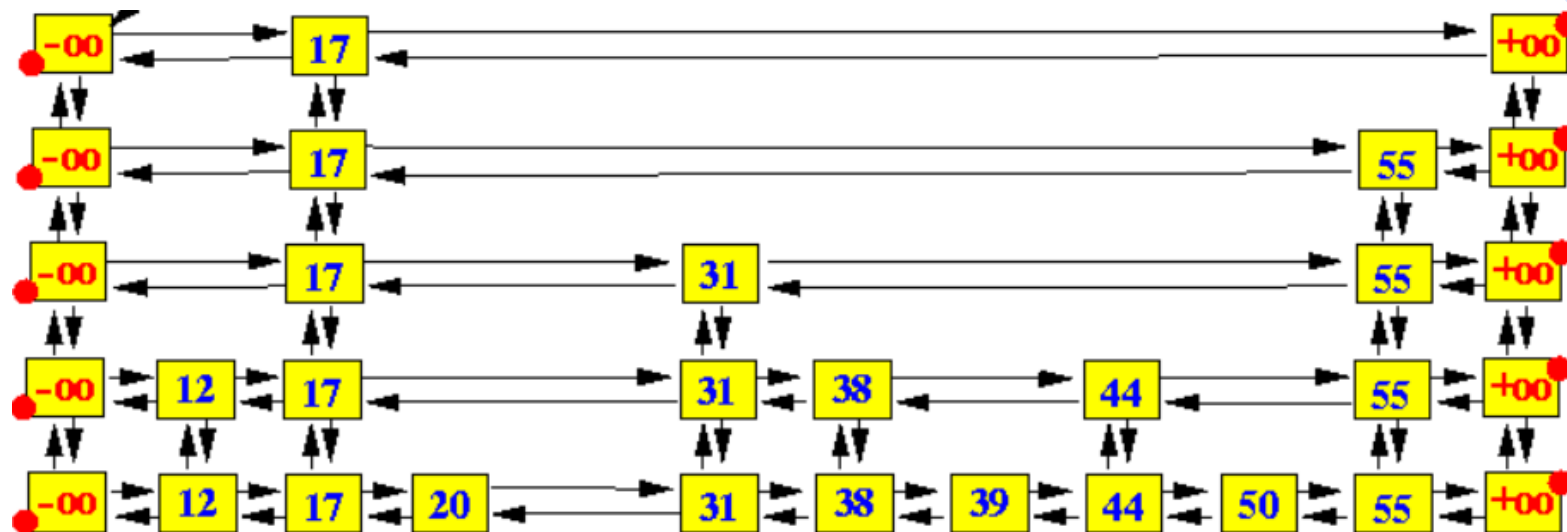 -oo 17 +oo
-oo 17 55 +oo
-oo 17 31 55 +oo
-oo 12 17 31 38 44 55 +oo
-oo 12 17 20 31 38 39 44 50 55 +oo